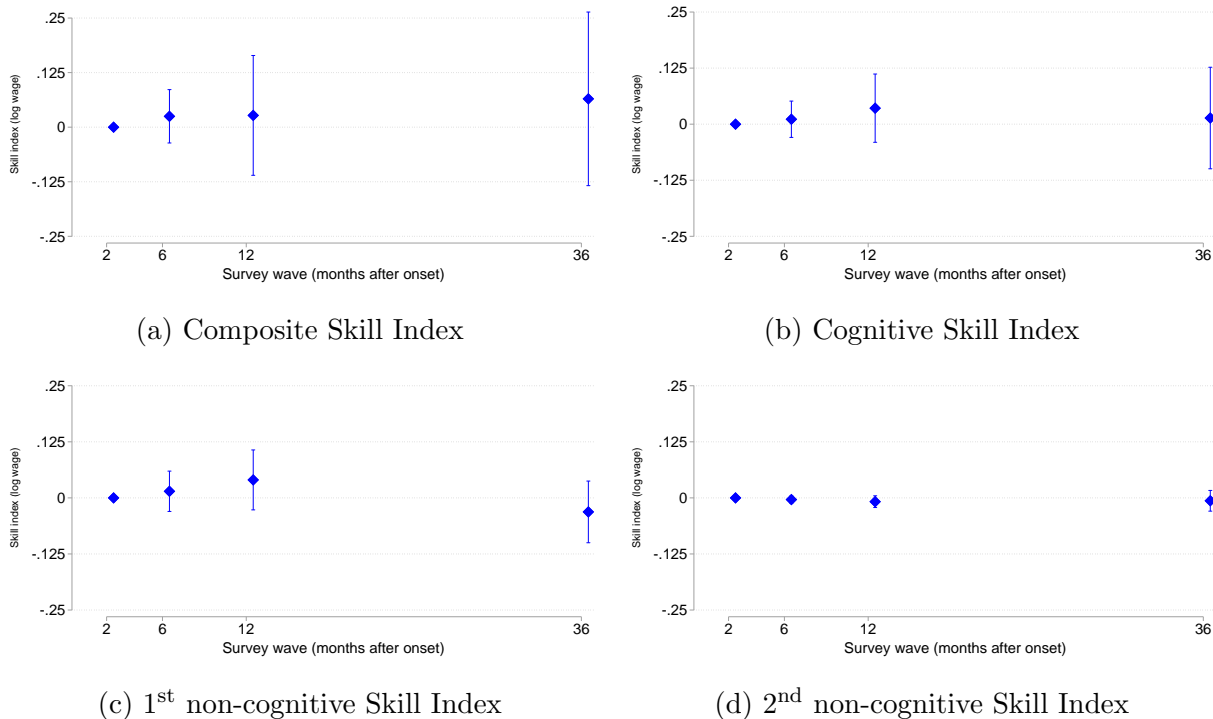 .25
.125
0
-.125
-.25
Skill index (log wage)
2 6 12 36
Survey wave (months after onset)
(a) Composite Skill Index
.25
.125
0
-.125
-.25
Skill index (log wage)
2 6 12 36
Survey wave (months after onset)
(b) Cognitive Skill Index
.25
.125
0
-.125
-.25
Skill index (log wage)
2 6 12 36
Survey wave (months after onset)
(c) 1st non-cognitive Skill Index
.25
.125
0
-.125
-.25
Skill index (log wage)
2 6 12 36
Survey wave (months after onset)
(d) 2nd non-cognitive Skill Index